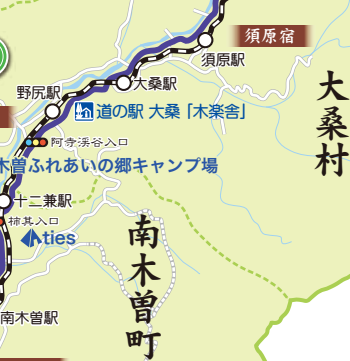 須原宿
須原駅
大桑駅
野尻駅
道の駅 大桑「木楽舎」
大桑村
阿寺渓谷入口
木曽ふれあいの郷キャンプ場
十二兼駅
柿其入口
ties
南木曽町
南木曽駅